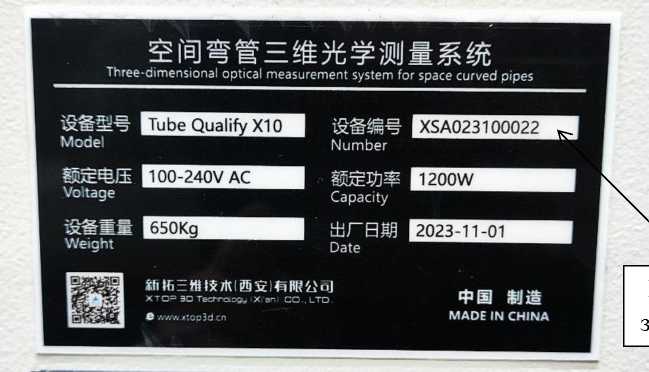 空间弯管三维光学测量系统
Three-dimensional optical measurement system for space curved pipes
设备型号 Tube Qualify X10 设备编号 XSA023100022
Model Number
额定电压 100-240V AC 额定功率 1200W
Voltage Capacity
设备重量 650Kg 出厂日期 2023-11-01
Weight Date
新拓三维技术(西安)有限公司
XTOP 3D Technology (Xi'an) CO., LTD.
中国 制造
www.xtop3d.cn
MADE IN CHINA
3